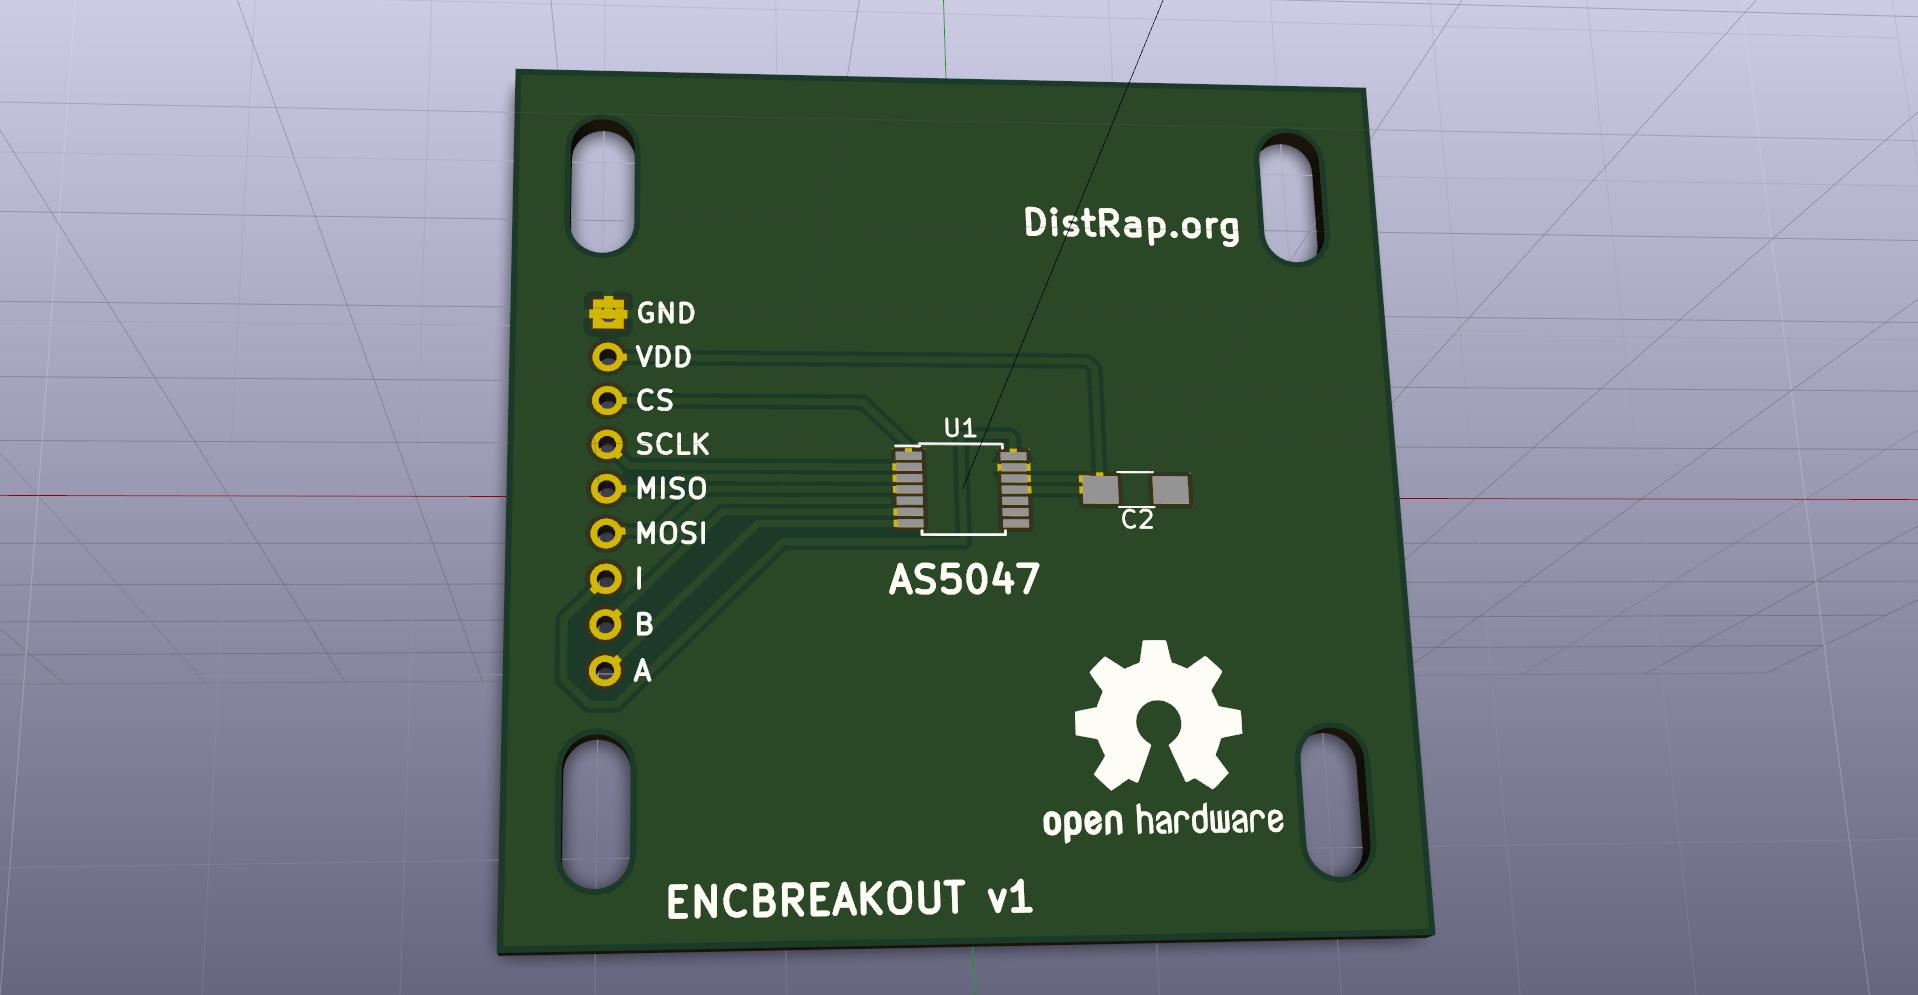 DistRap.org
GND
VDD
CS
SCLK
MISO
MOSI
I
B
A
U1
C2
AS5047
open hardware
ENCBREAKOUT v1